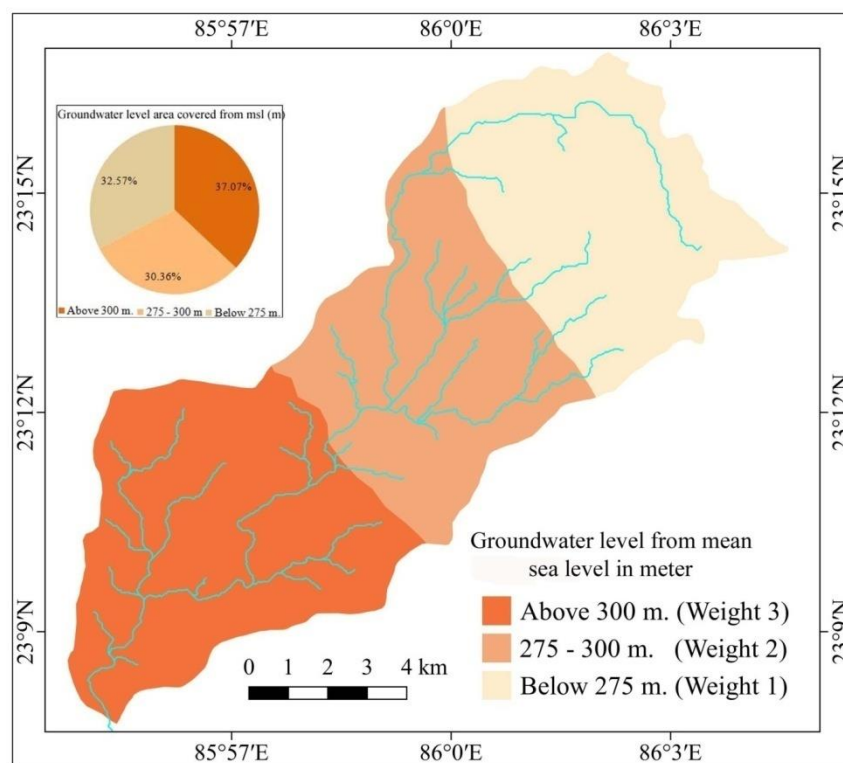 85°57′E 86°0′E 86°3′E
Groundwater level area covered from msl (m)
32.57%
37.07%
30.36%
Above 300 m. 275 - 300 m Below 275 m.
23°15′N
23°15′N
23°12′N
23°12′N
23°9′N
23°9′N
Groundwater level from mean
sea level in meter
Above 300 m. (Weight 3)
275 - 300 m. (Weight 2)
Below 275 m. (Weight 1)
0 1 2 3 4 km
85°57′E 86°0′E 86°3′E